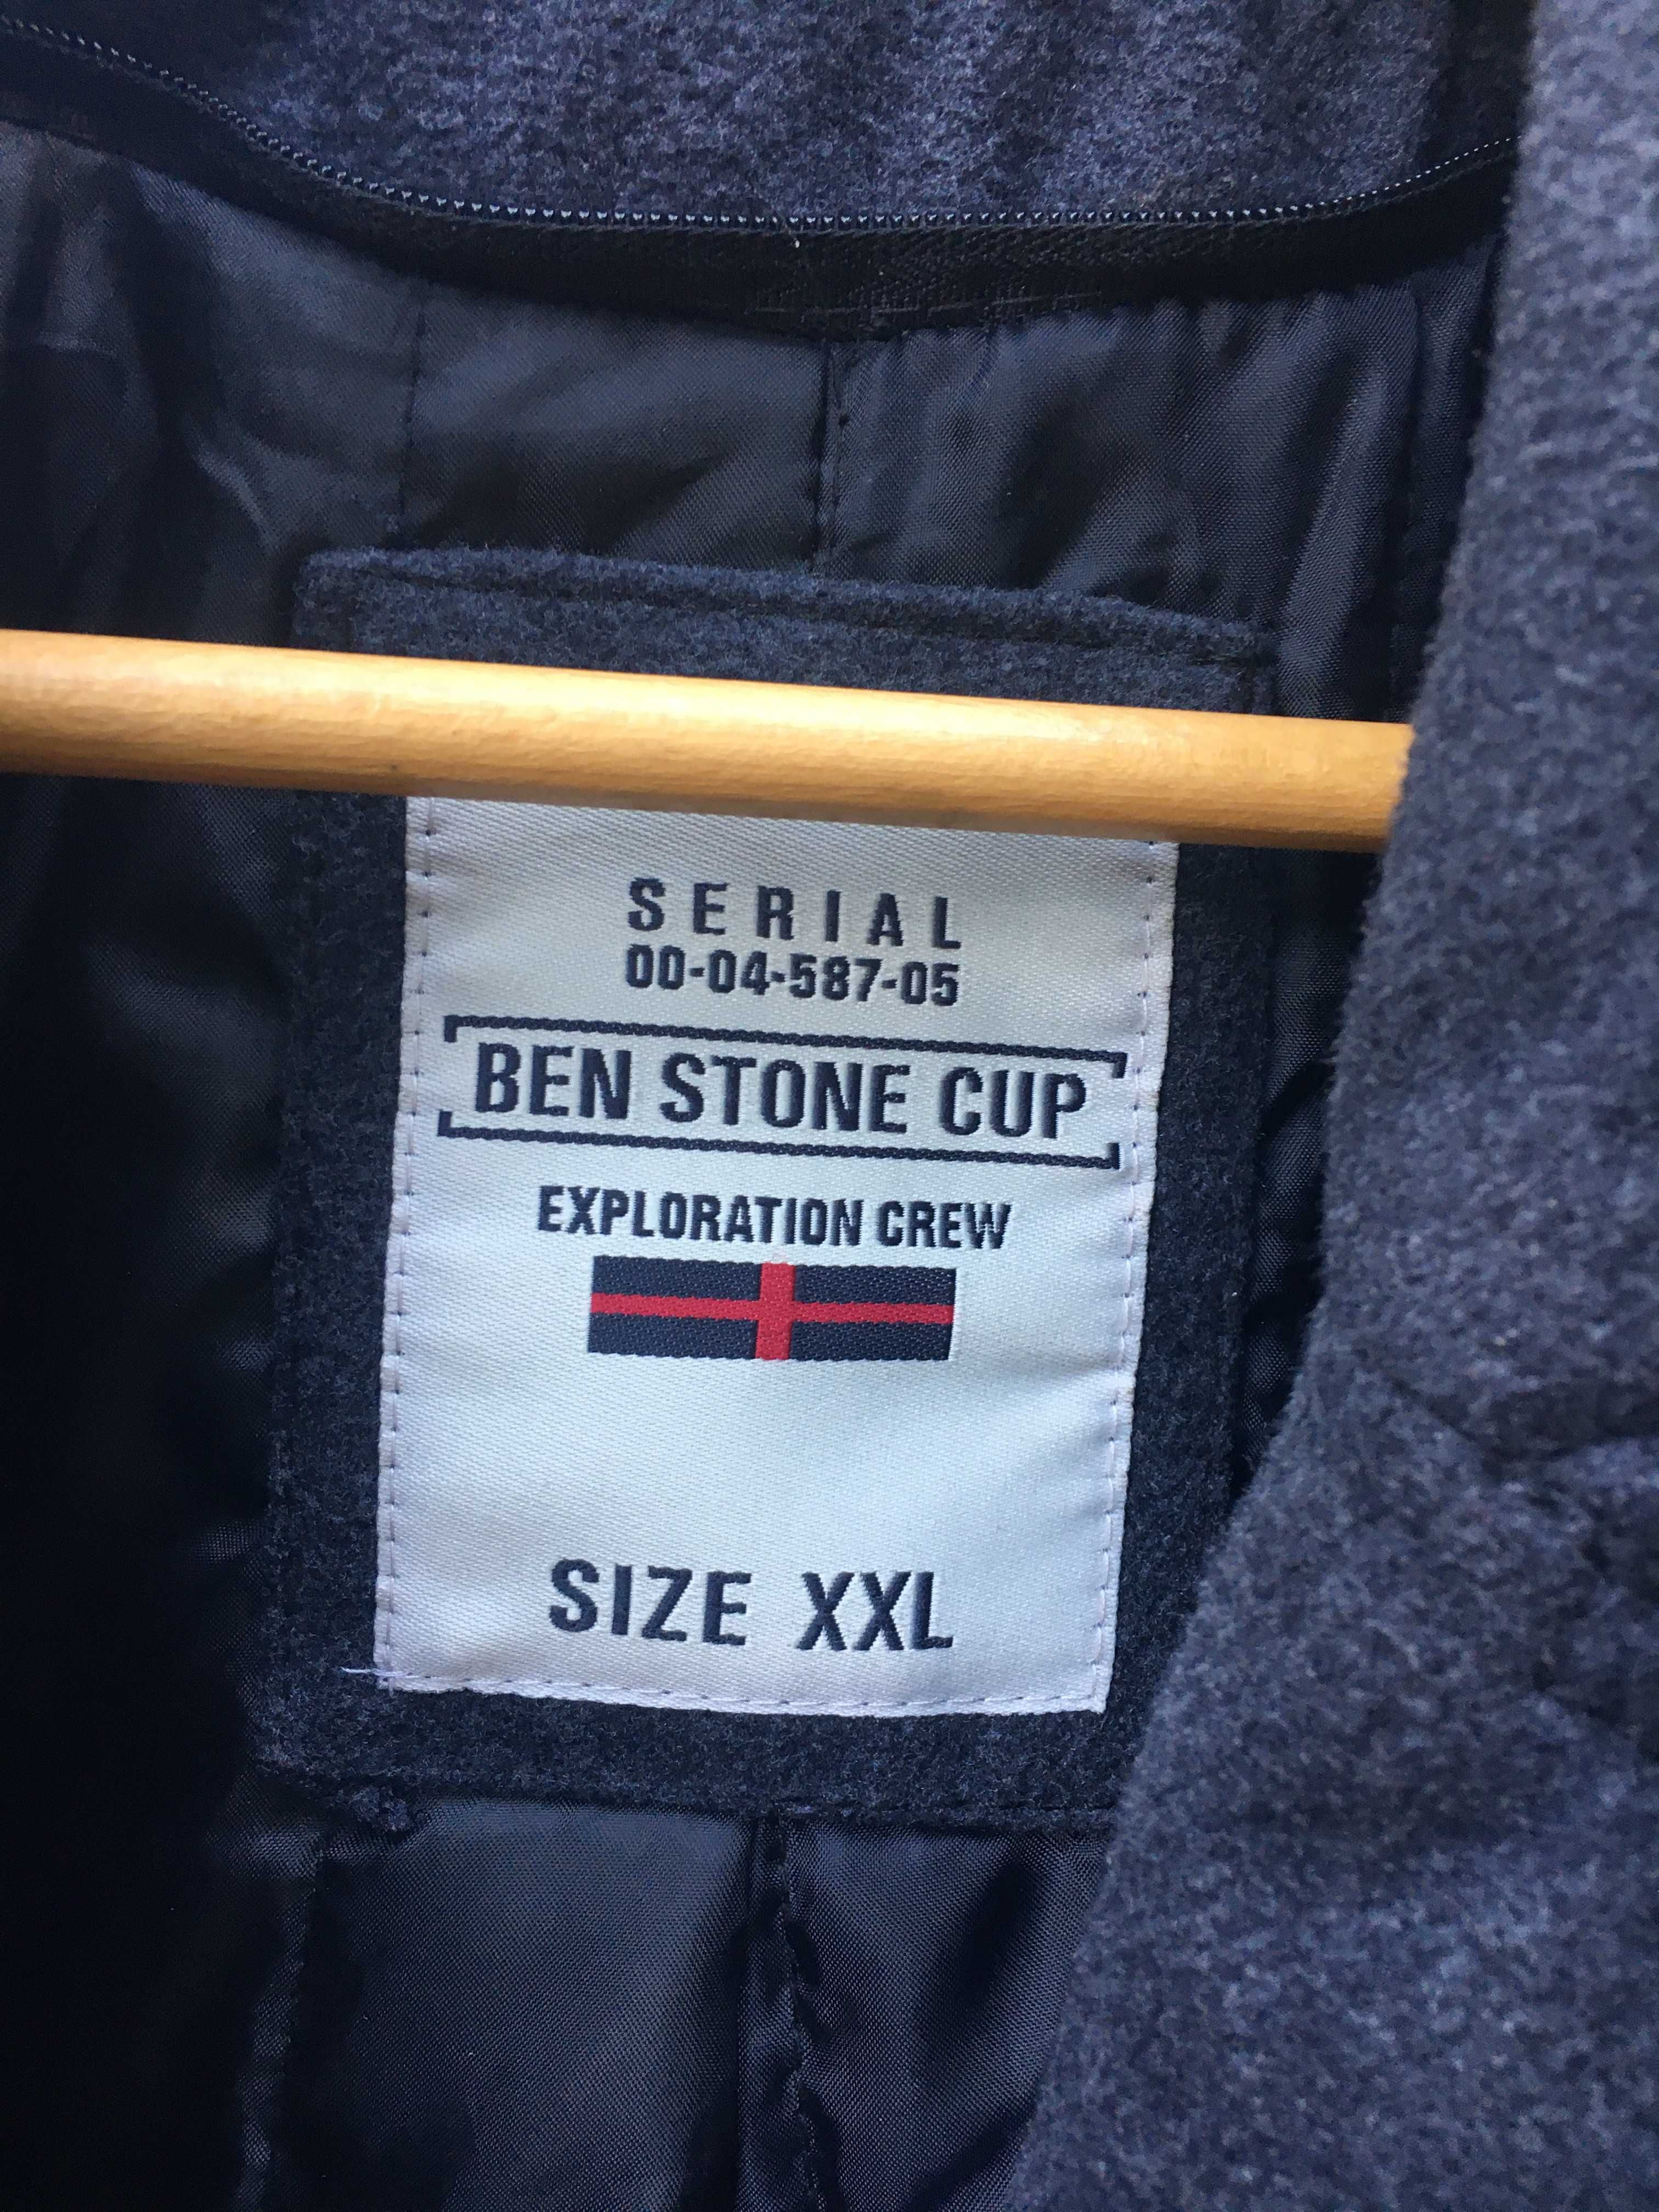 SERIAL
00-04-587-05
BEN STONE CUP
EXPLORATION CREW
SIZE XXL